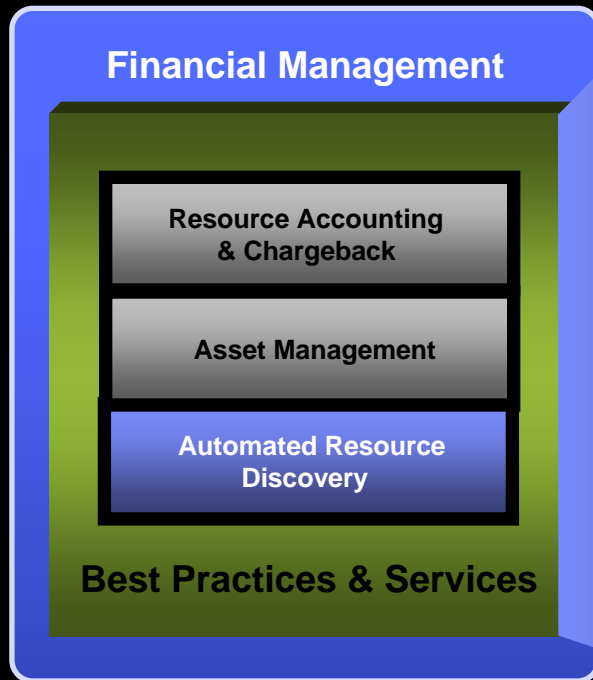 Financial Management
Resource Accounting
& Chargeback
Asset Management
Automated Resource
Discovery
Best Practices & Services